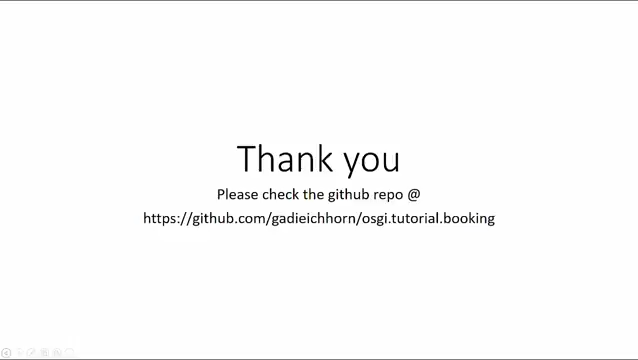 Thank you
Please check the github repo @
https://github.com/gadieichhorn/osgi.tutorial.booking